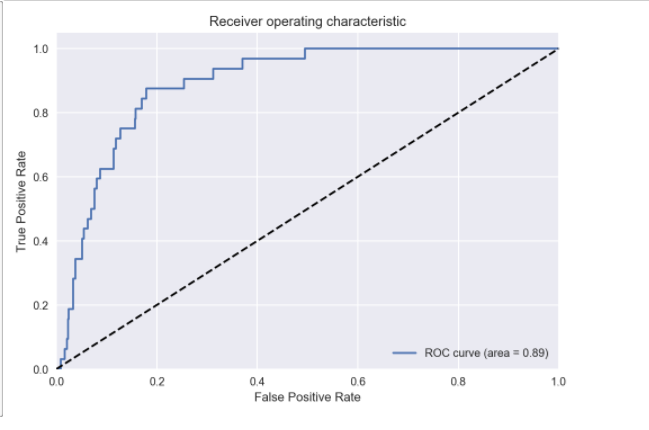 Receiver operating characteristic
1.0
0.8
0.6
0.4
0.2
0.0
True Positive Rate
ROC curve (area = 0.89)
0.0 0.2 0.4 0.6 0.8 1.0
False Positive Rate